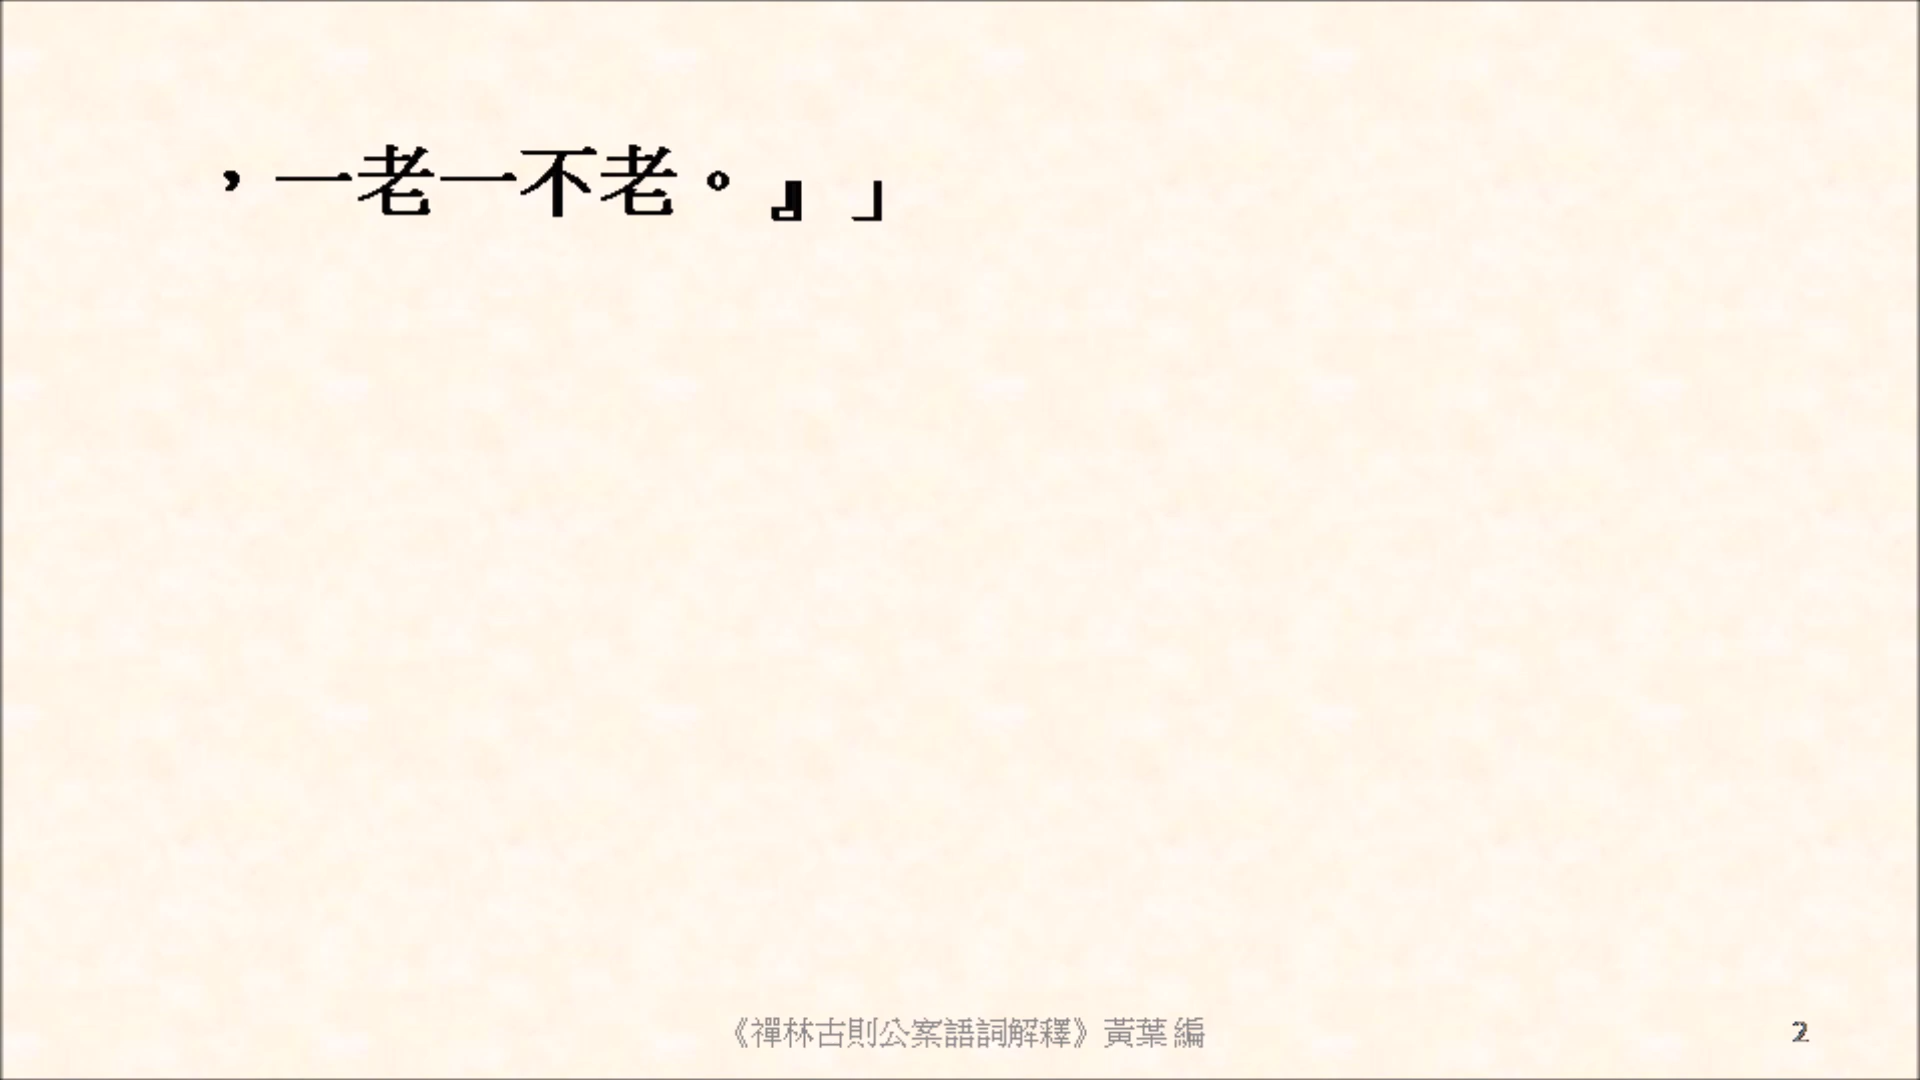 ，一老一不老。』」
《禪林古則公案語詞解釋》黃葉 編
2